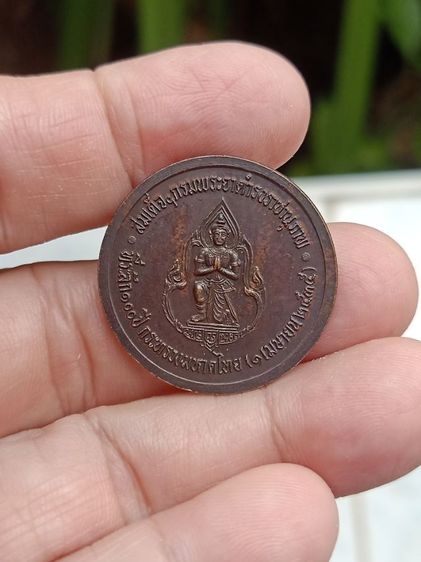 สมเด็จฯกรมพระยาดำรงราชานุภาพ
ที่ระลึก๑๐๐ปี กระทรวงมหาดไทย (๑ เมษายน ๒๕๓๕)